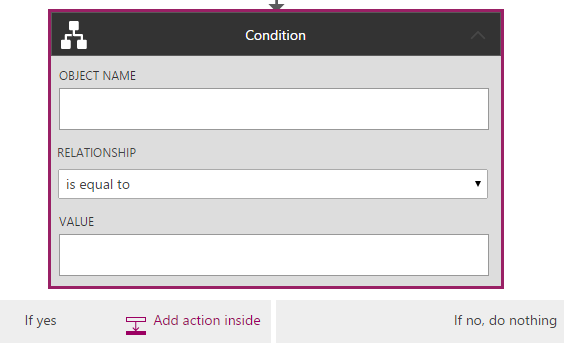 Condition
OBJECT NAME
RELATIONSHIP
is equal to
VALUE
If yes
Add action inside
If no, do nothing